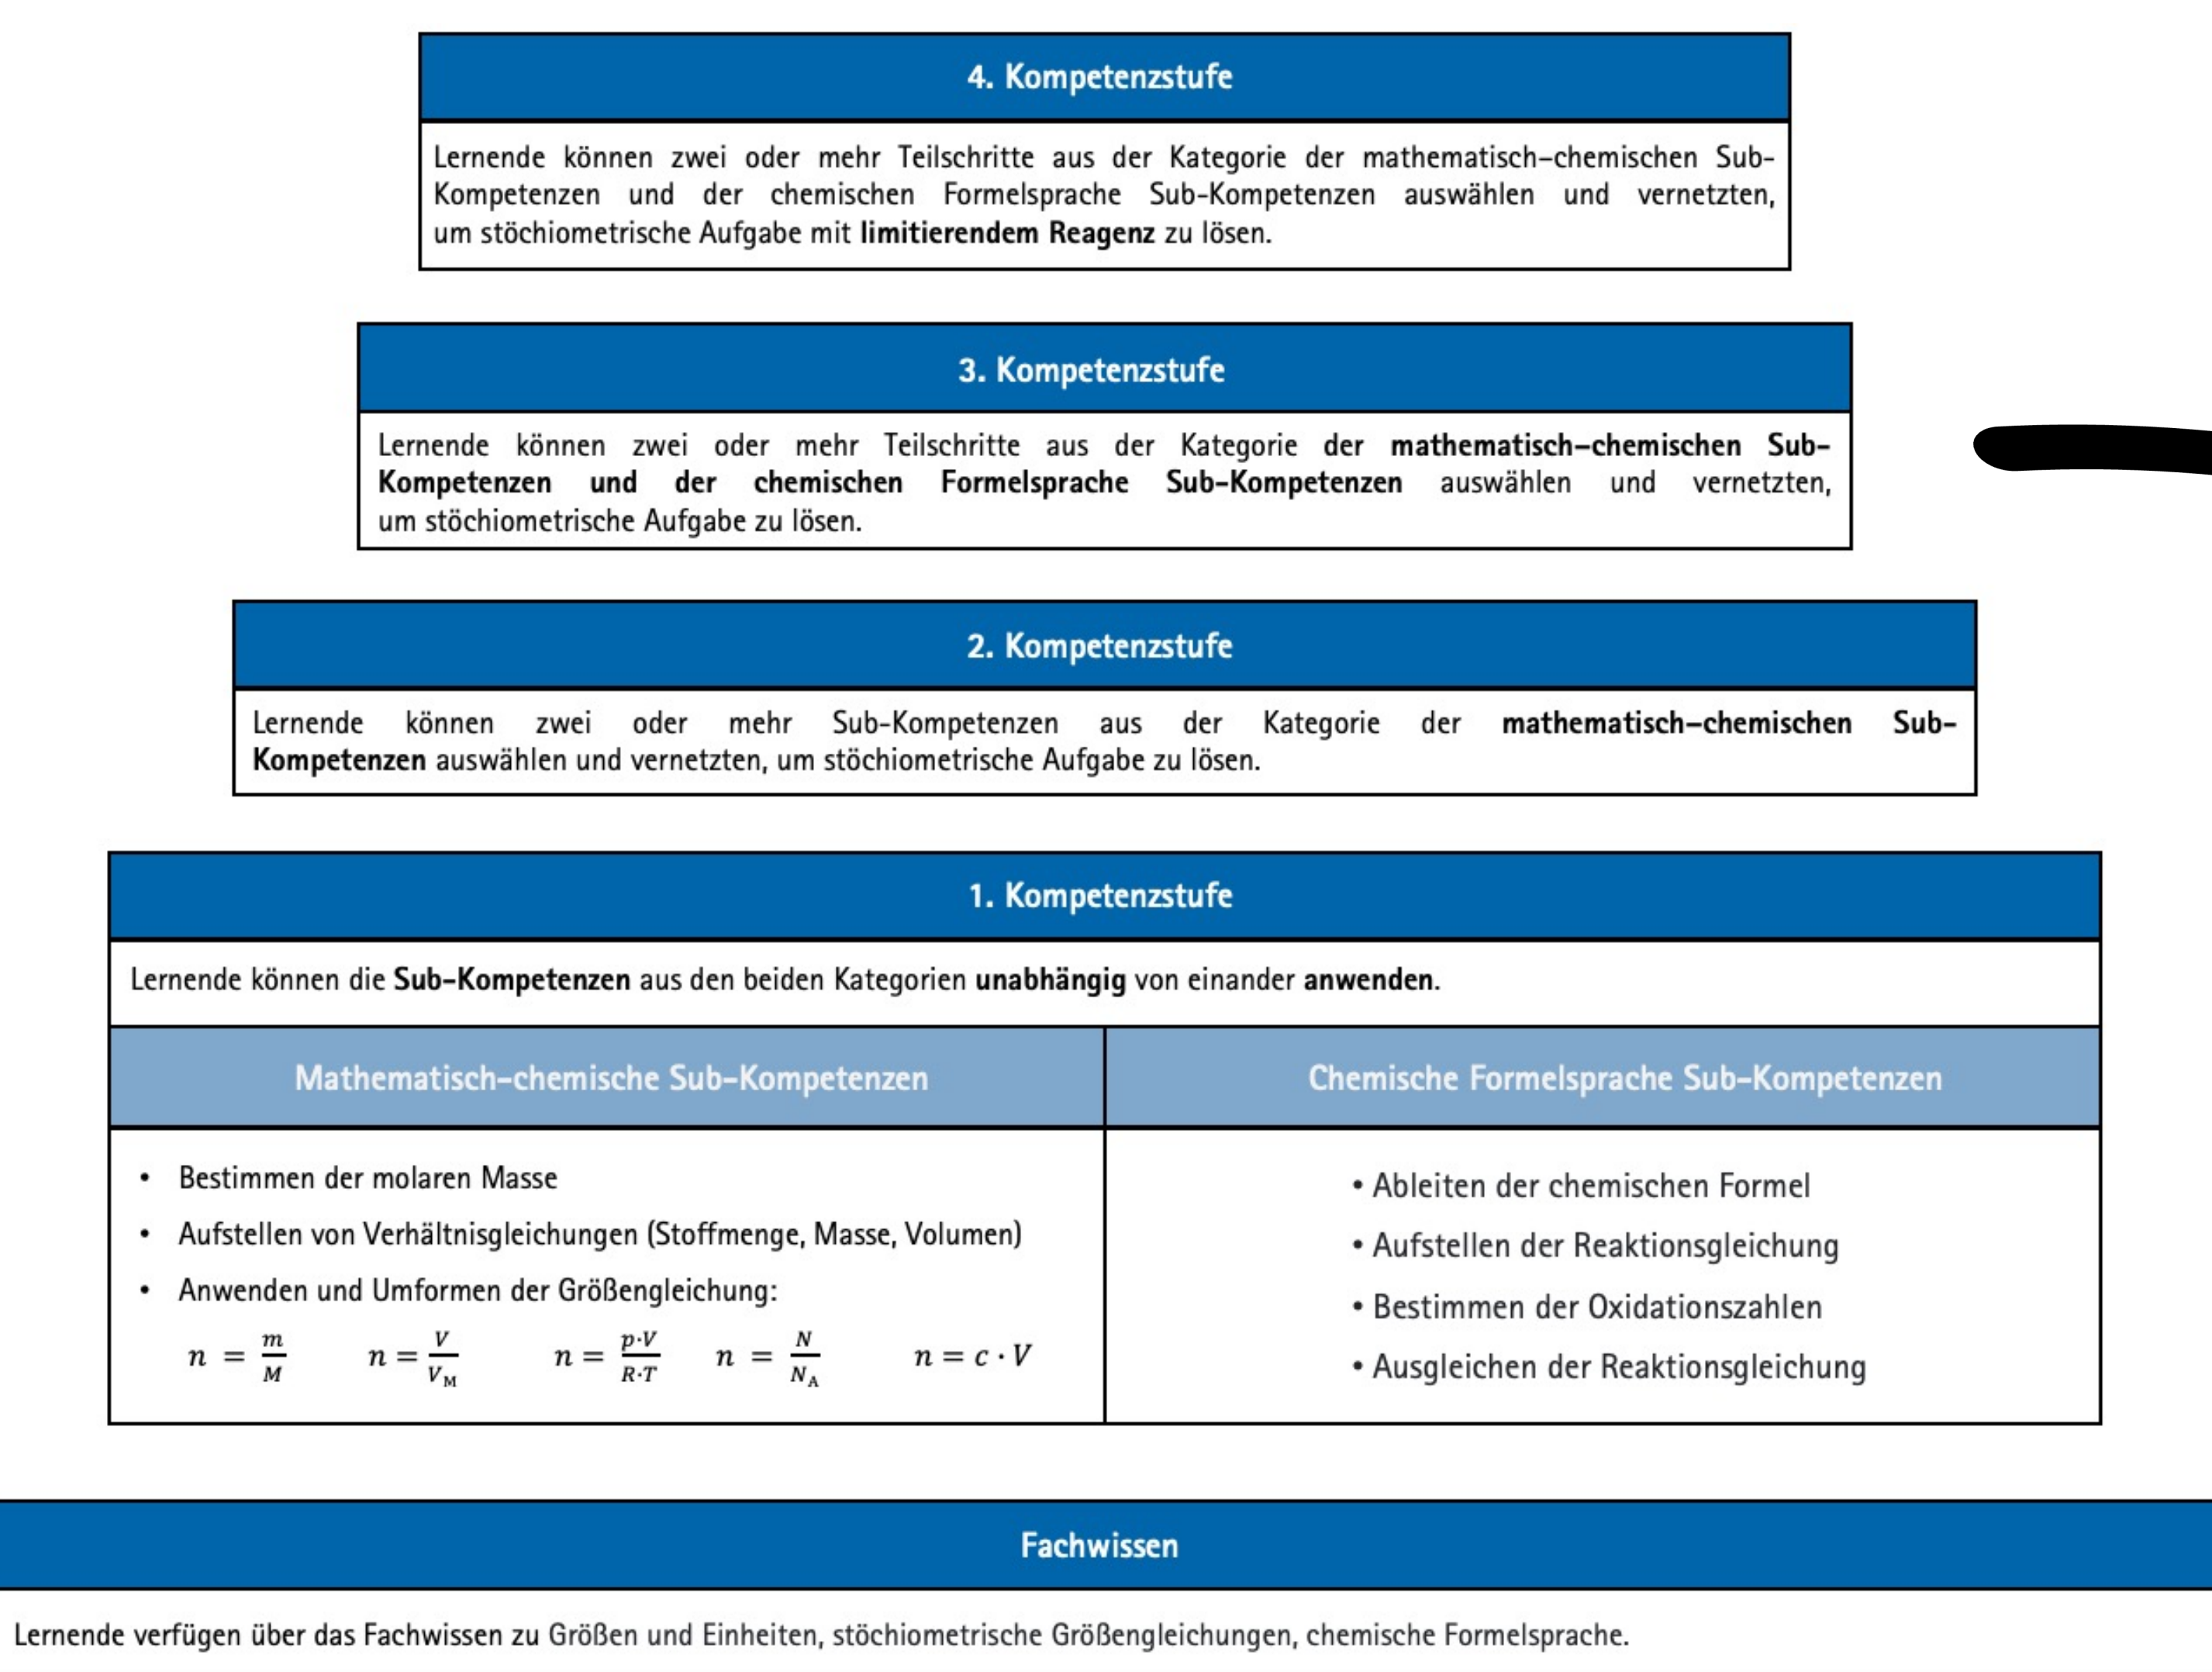 4. Kompetenzstufe
Lernende können zwei oder mehr Teilschritte aus der Kategorie der mathematisch-chemischen Sub-
Kompetenzen und der chemischen Formelsprache Sub-Kompetenzen auswählen und vernetzten,
um stöchiometrische Aufgabe mit limitierendem Reagenz zu lösen.
3. Kompetenzstufe
Lernende können zwei oder mehr Teilschritte aus der Kategorie der mathematisch-chemischen Sub-
Kompetenzen und der chemischen Formelsprache Sub-Kompetenzen auswählen und vernetzten,
um stöchiometrische Aufgabe zu lösen.
2. Kompetenzstufe
Lernende können zwei oder mehr Sub-Kompetenzen aus der Kategorie der mathematisch-chemischen Sub-
Kompetenzen auswählen und vernetzten, um stöchiometrische Aufgabe zu lösen.
1. Kompetenzstufe
Lernende können die Sub-Kompetenzen aus den beiden Kategorien unabhängig von einander anwenden.
Mathematisch-chemische Sub-Kompetenzen
• Bestimmen der molaren Masse
• Aufstellen von Verhältnisgleichungen (Stoffmenge, Masse, Volumen)
• Anwenden und Umformen der Größengleichung:
n = m/M n = V/V_M n = p·V/R·T n = N/N_A n = c · V
Chemische Formelsprache Sub-Kompetenzen
• Ableiten der chemischen Formel
• Aufstellen der Reaktionsgleichung
• Bestimmen der Oxidationszahlen
• Ausgleichen der Reaktionsgleichung
Fachwissen
Lernende verfügen über das Fachwissen zu Größen und Einheiten, stöchiometrische Größengleichungen, chemische Formelsprache.